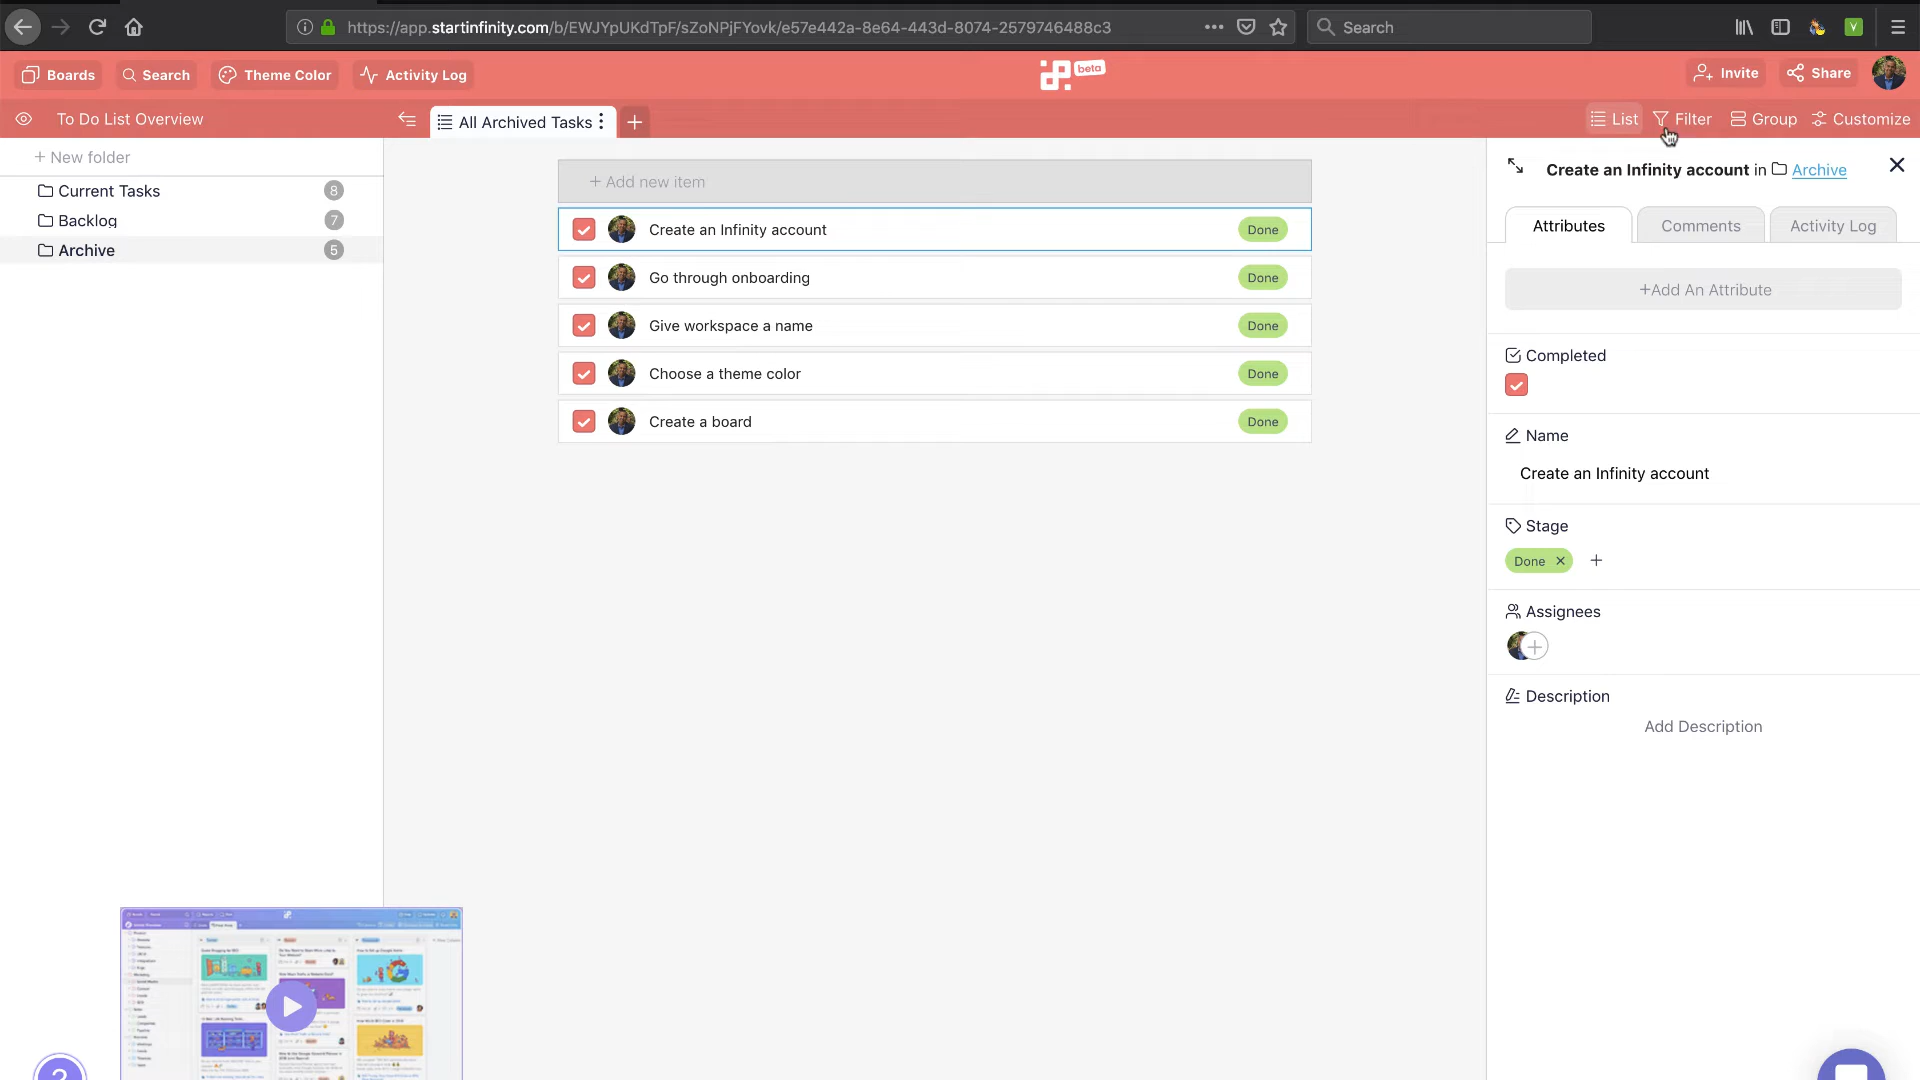 https://app.startinfinity.com/b/EWJYpUKdTpF/sZoNPjFYovk/e57e442a-8e64-443d-8074-2579746488c3
Search
Boards
Search
Theme Color
Activity Log
beta
Invite
Share
To Do List Overview
All Archived Tasks
List
Filter
Group
Customize
+ New folder
Current Tasks 8
Backlog 7
Archive 5
+ Add new item
Create an Infinity account Done
Go through onboarding Done
Give workspace a name Done
Choose a theme color Done
Create a board Done
Create an Infinity account in Archive
Attributes
Comments
Activity Log
+Add An Attribute
Completed
Name
Create an Infinity account
Stage
Done
Assignees
Description
Add Description